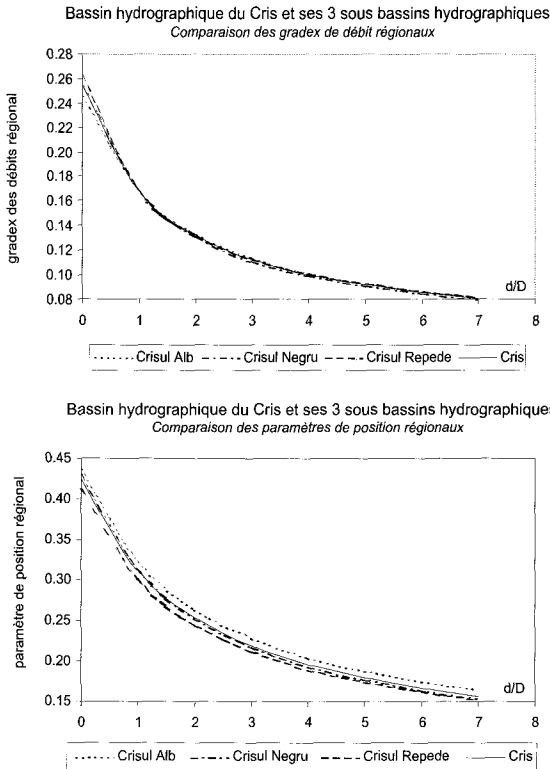 Bassin hydrographique du Cris et ses 3 sous bassins hydrographiques
Comparaison des gradex de débit régionaux
gradex des débits régional
0.28
0.26
0.24
0.22
0.20
0.18
0.16
0.14
0.12
0.10
0.08
d/D
0 1 2 3 4 5 6 7 8
Crisul Alb Crisul Negru Crisul Repede Cris
Bassin hydrographique du Cris et ses 3 sous bassins hydrographique
Comparaison des paramètres de position régionaux
paramètre de position régional
0.45
0.40
0.35
0.30
0.25
0.20
0.15
d/D
0 1 2 3 4 5 6 7 8
Crisul Alb Crisul Negru Crisul Repede Cris